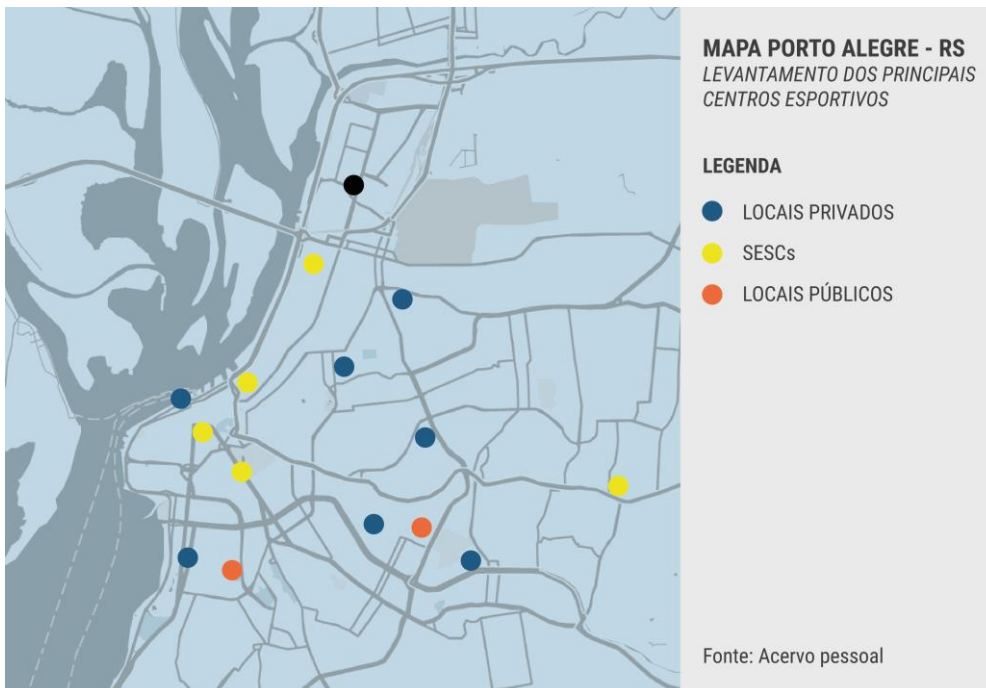 MAPA PORTO ALEGRE - RS
LEVANTAMENTO DOS PRINCIPAIS
CENTROS ESPORTIVOS
LEGENDA
LOCAIS PRIVADOS
SESCs
LOCAIS PÚBLICOS
Fonte: Acervo pessoal